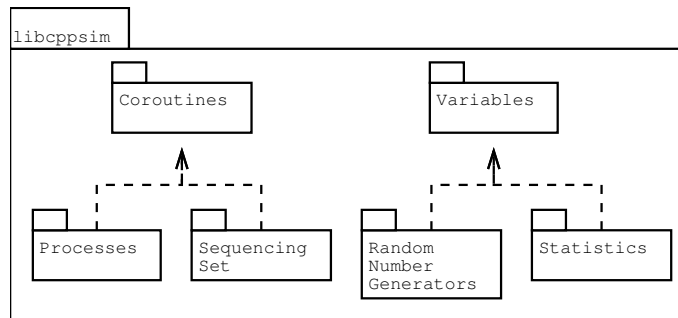 libcppsim
Coroutines
Variables
Processes
Sequencing
Set
Random
Number
Generators
Statistics